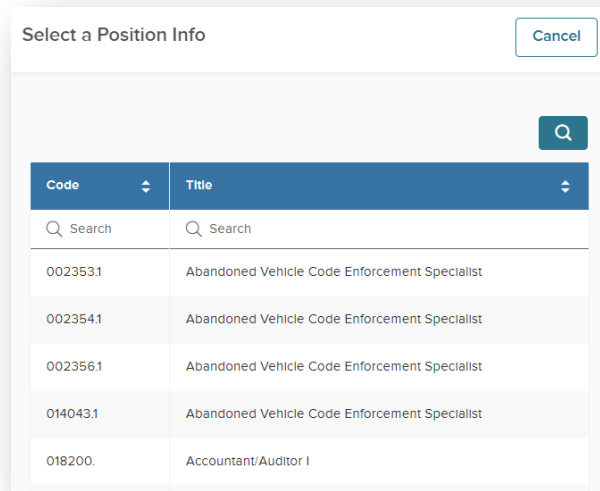 Select a Position Info
Cancel
Code Title
Search Search
002353.1 Abandoned Vehicle Code Enforcement Specialist
002354.1 Abandoned Vehicle Code Enforcement Specialist
002356.1 Abandoned Vehicle Code Enforcement Specialist
014043.1 Abandoned Vehicle Code Enforcement Specialist
018200. Accountant/Auditor I